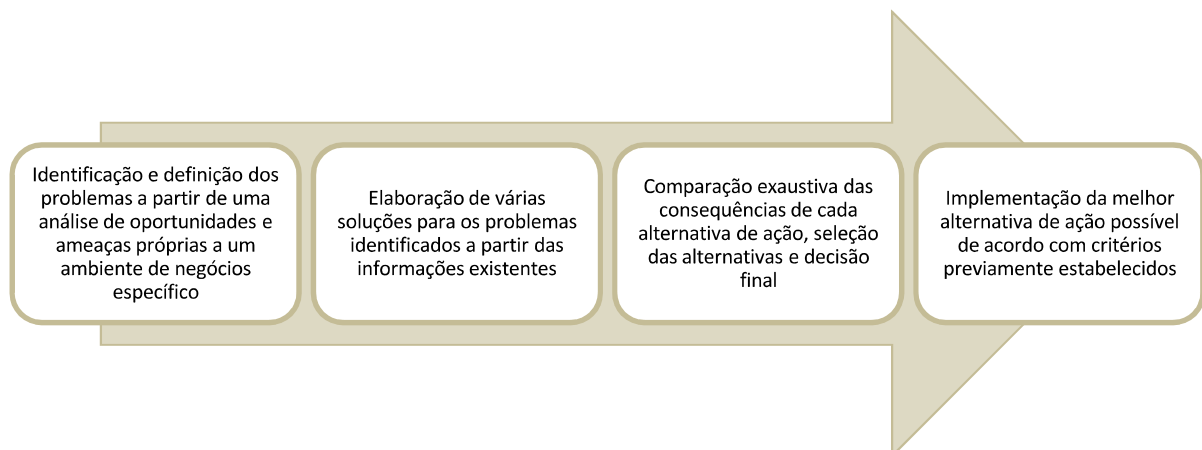 Identificação e definição dos
problemas a partir de uma
análise de oportunidades e
ameaças próprias a um
ambiente de negócios
específico
Elaboração de várias
soluções para os problemas
identificados a partir das
informações existentes
Comparação exaustiva das
consequências de cada
alternativa de ação, seleção
das alternativas e decisão
final
Implementação da melhor
alternativa de ação possível
de acordo com critérios
previamente estabelecidos